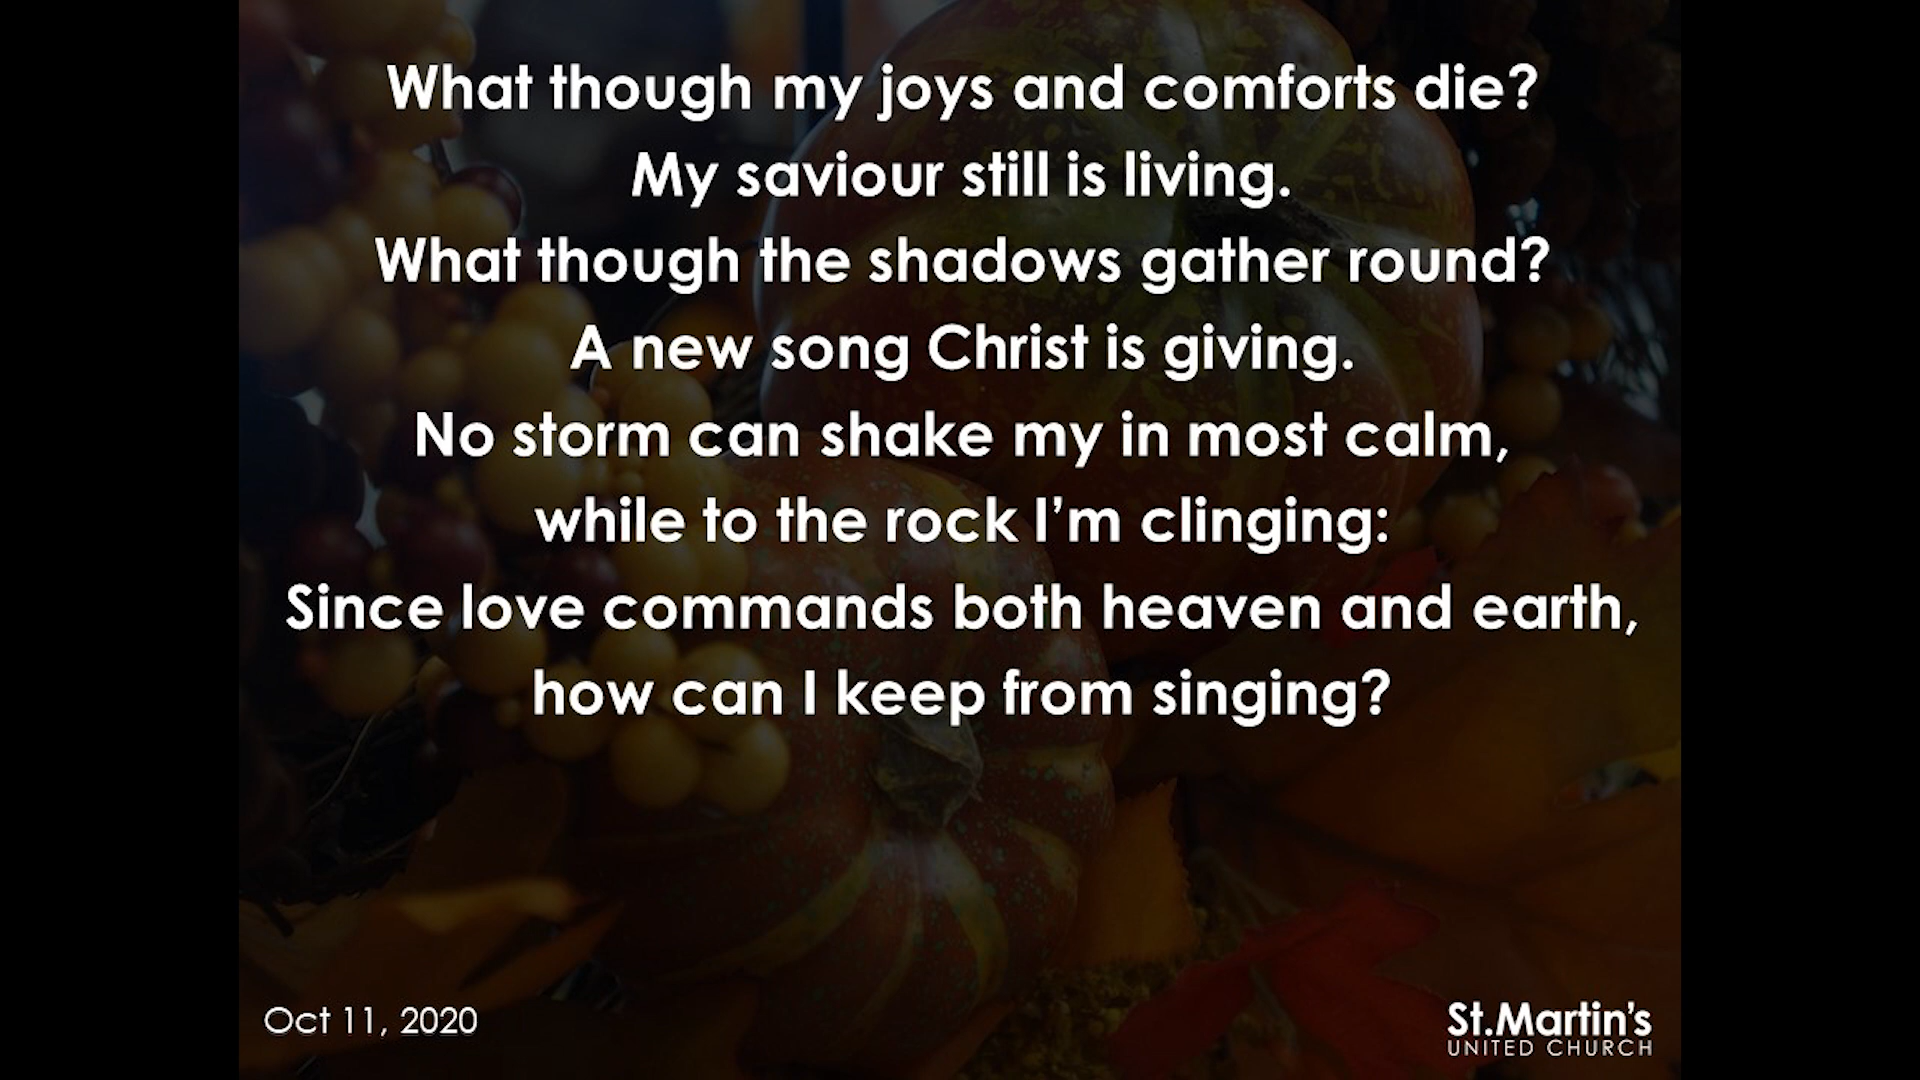 What though my joys and comforts die?
My saviour still is living.
What though the shadows gather round?
A new song Christ is giving.
No storm can shake my in most calm,
while to the rock I’m clinging:
Since love commands both heaven and earth,
how can I keep from singing?
Oct 11, 2020
St.Martin’s
UNITED CHURCH